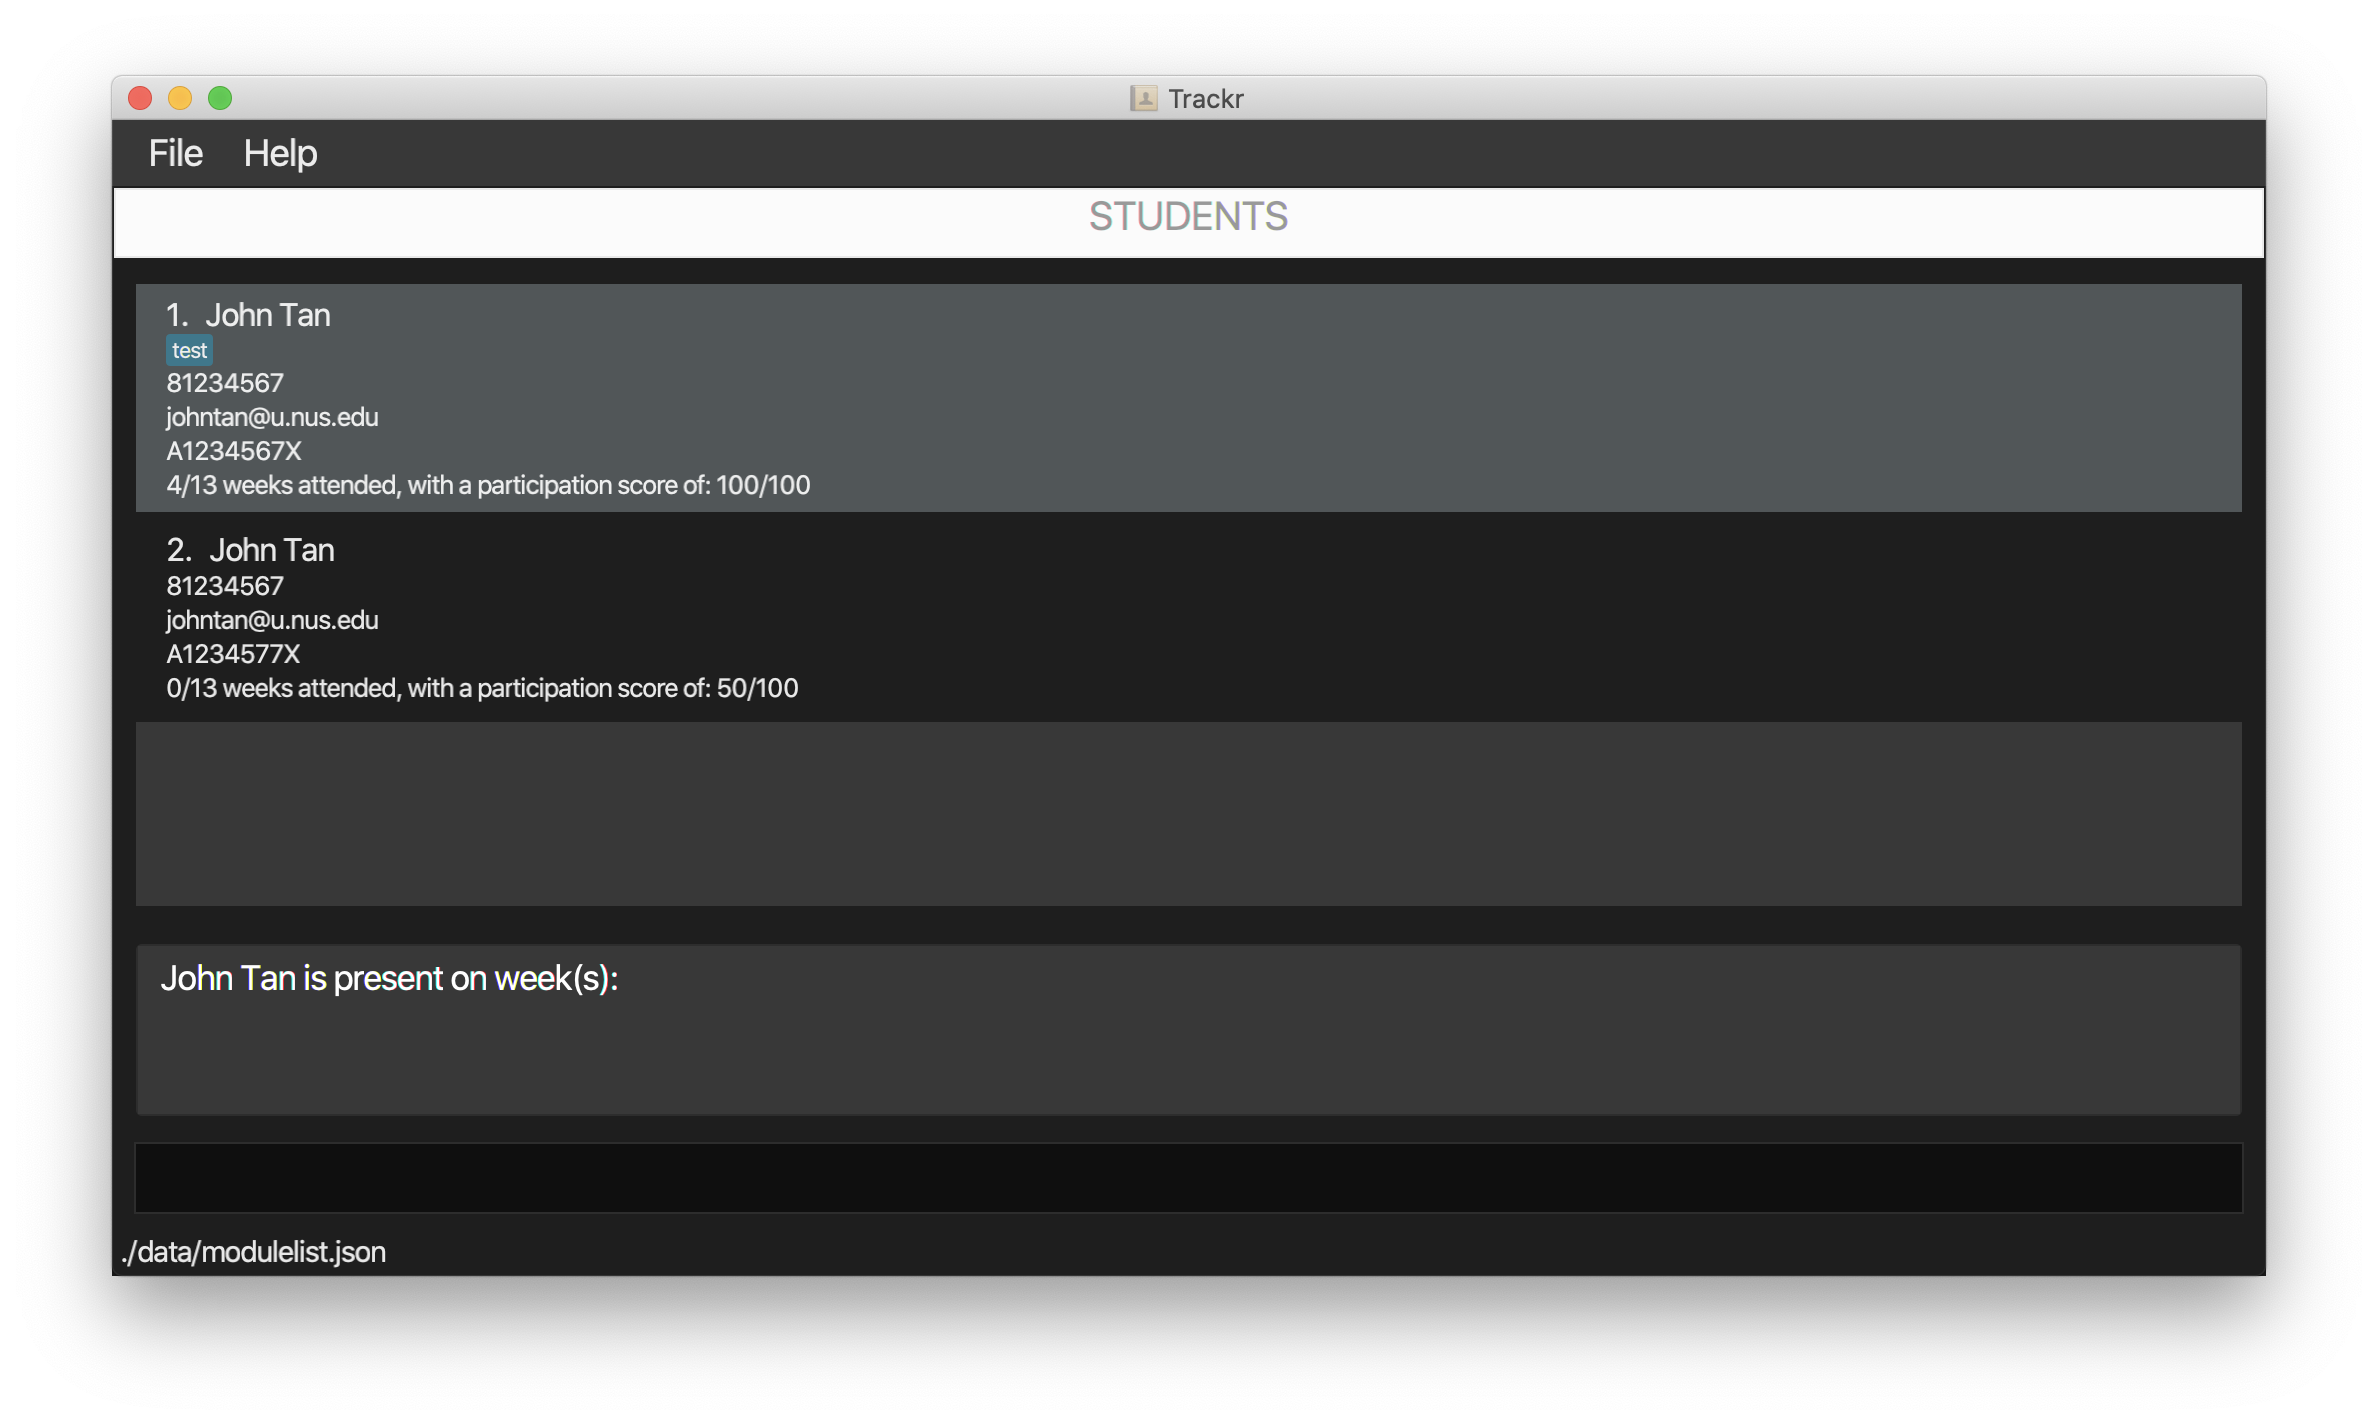 Trackr
File Help
STUDENTS
1. John Tan
test
81234567
johntan@u.nus.edu
A1234567X
4/13 weeks attended, with a participation score of: 100/100
2. John Tan
81234567
johntan@u.nus.edu
A1234577X
0/13 weeks attended, with a participation score of: 50/100
John Tan is present on week(s):
./data/modulelist.json